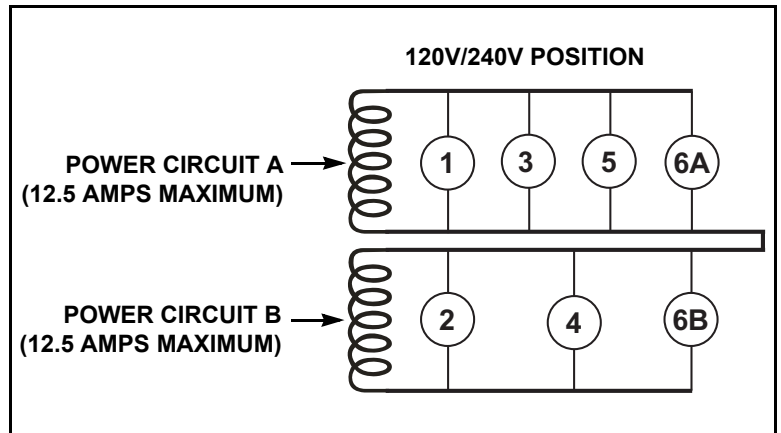 120V/240V POSITION
POWER CIRCUIT A
(12.5 AMPS MAXIMUM)
1 3 5 6A
POWER CIRCUIT B
(12.5 AMPS MAXIMUM)
2 4 6B